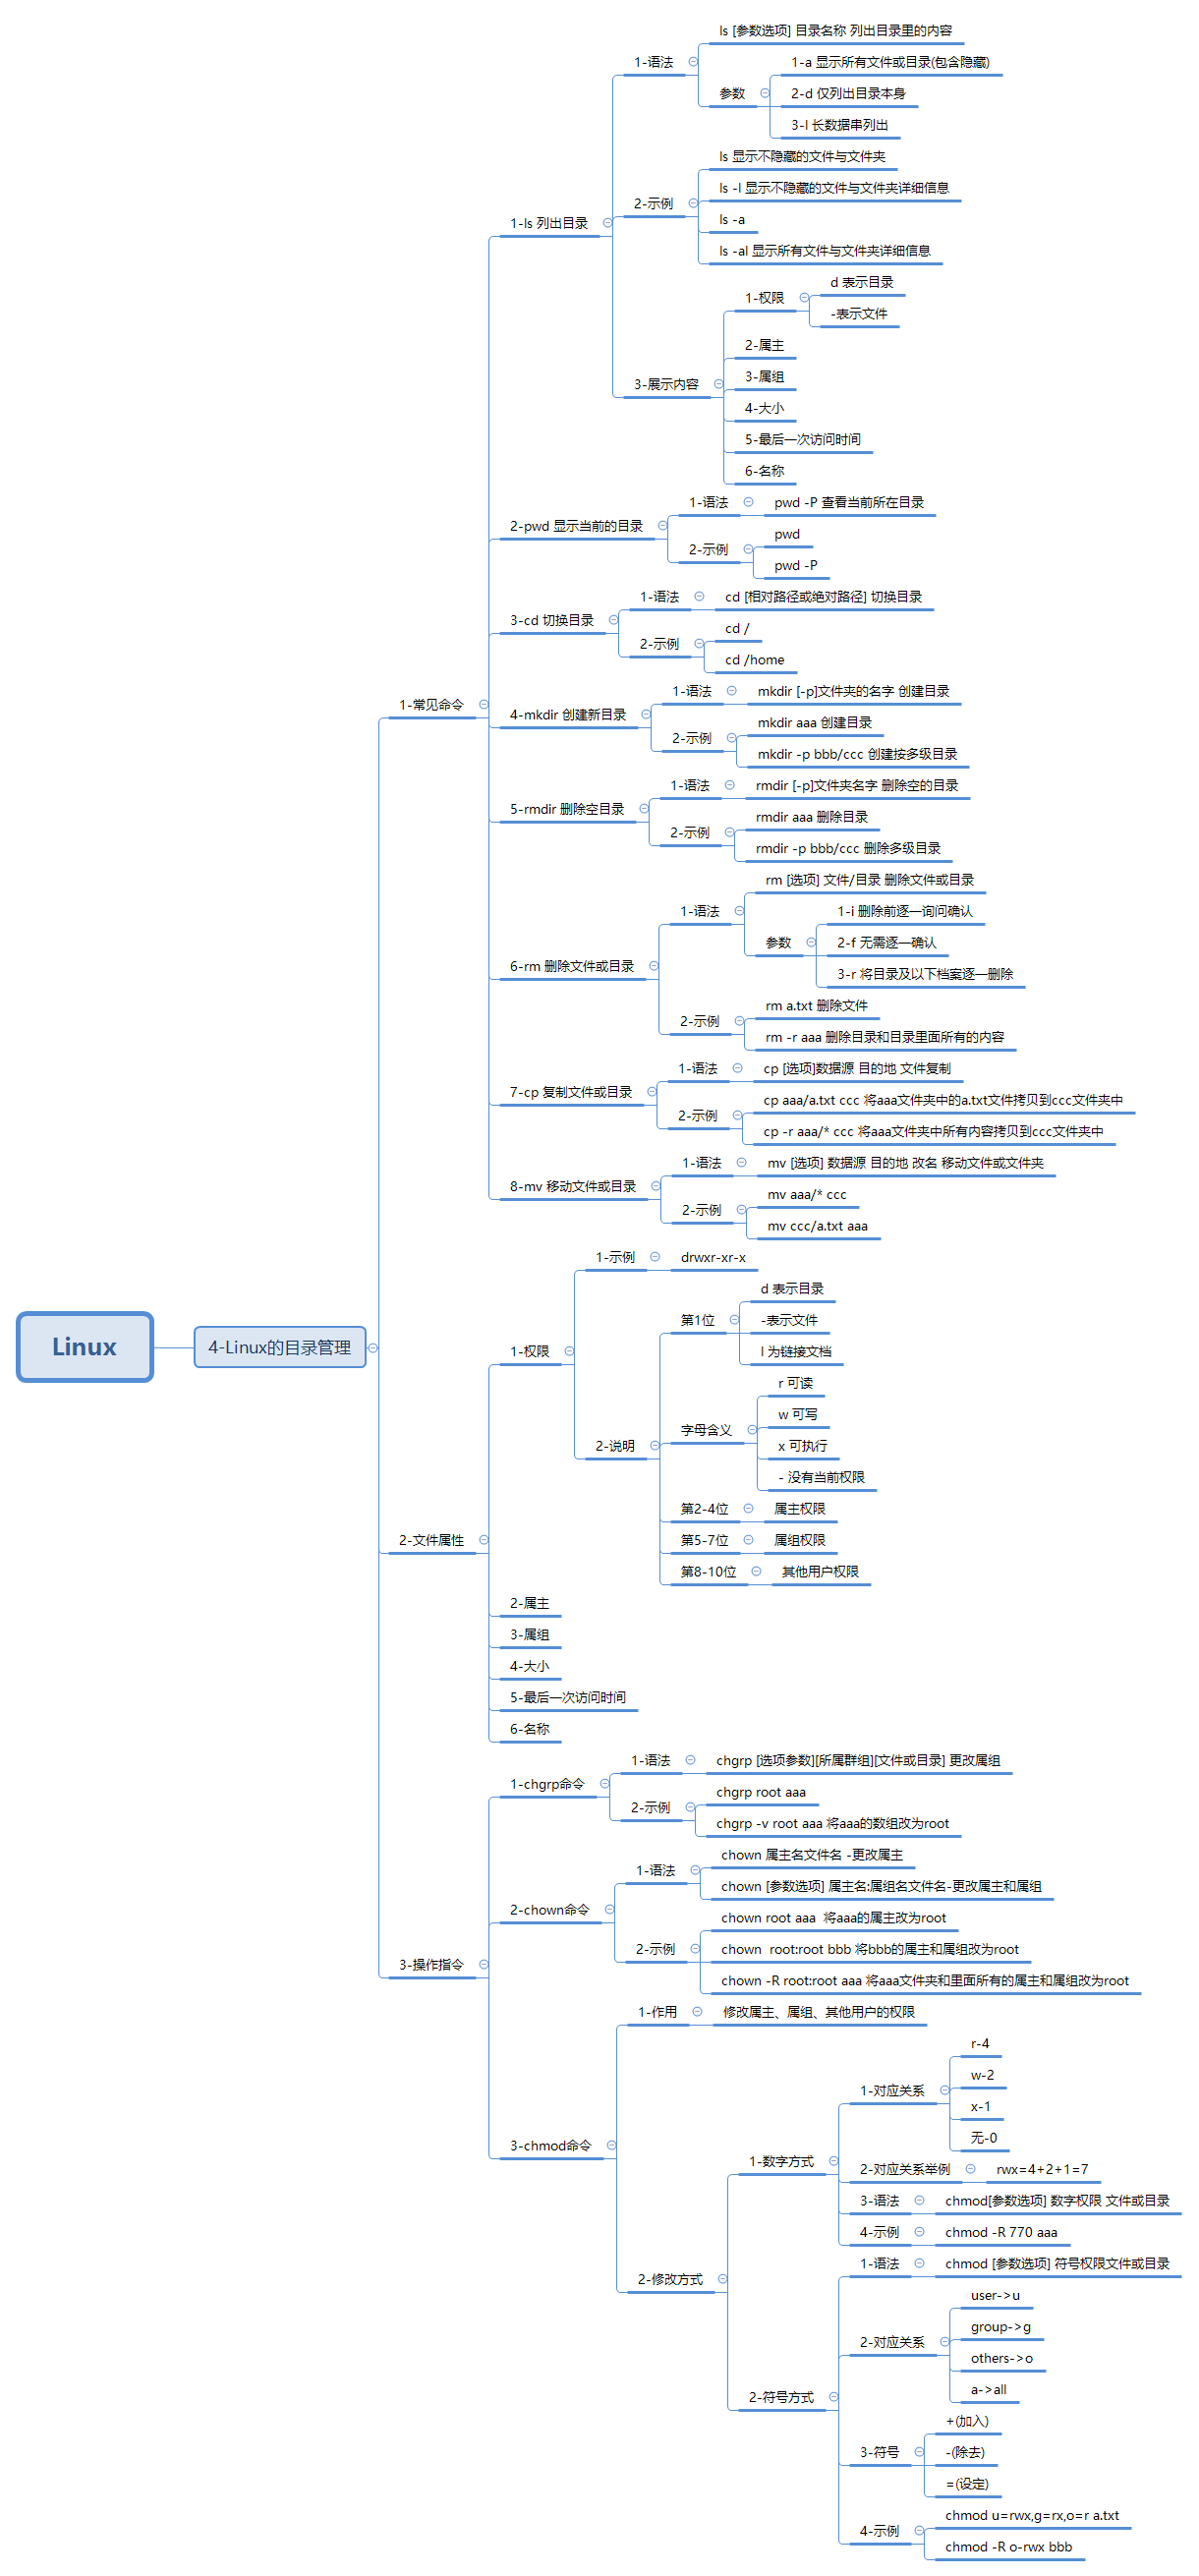 Linux
4-Linux的目录管理
1-常见命令
1-ls 列出目录
1-语法
ls [参数选项] 目录名称 列出目录里的内容
参数
1-a 显示所有文件或目录(包含隐藏)
2-d 仅列出目录本身
3-l 长数据串列出
2-示例
ls 显示不隐藏的文件与文件夹
ls -l 显示不隐藏的文件与文件夹详细信息
ls -a
ls -al 显示所有文件与文件夹详细信息
3-展示内容
1-权限
d 表示目录
-表示文件
2-属主
3-属组
4-大小
5-最后一次访问时间
6-名称
2-pwd 显示当前的目录
1-语法
pwd -P 查看当前所在目录
2-示例
pwd
pwd -P
3-cd 切换目录
1-语法
cd [相对路径或绝对路径] 切换目录
2-示例
cd /
cd /home
4-mkdir 创建新目录
1-语法
mkdir [-p]文件夹的名字 创建目录
2-示例
mkdir aaa 创建目录
mkdir -p bbb/ccc 创建按多级目录
5-rmdir 删除空目录
1-语法
rmdir [-p]文件夹名字 删除空的目录
2-示例
rmdir aaa 删除目录
rmdir -p bbb/ccc 删除多级目录
6-rm 删除文件或目录
1-语法
rm [选项] 文件/目录 删除文件或目录
参数
1-i 删除前逐一询问确认
2-f 无需逐一确认
3-r 将目录及以下档案逐一删除
2-示例
rm a.txt 删除文件
rm -r aaa 删除目录和目录里面所有的内容
7-cp 复制文件或目录
1-语法
cp [选项]数据源 目的地 文件复制
2-示例
cp aaa/a.txt ccc 将aaa文件夹中的a.txt文件拷贝到ccc文件夹中
cp -r aaa/* ccc 将aaa文件夹中所有内容拷贝到ccc文件夹中
8-mv 移动文件或目录
1-语法
mv [选项] 数据源 目的地 改名 移动文件或文件夹
2-示例
mv aaa/* ccc
mv ccc/a.txt aaa
2-文件属性
1-权限
1-示例
drwxr-xr-x
2-说明
第1位
d 表示目录
-表示文件
l 为链接文档
字母含义
r 可读
w 可写
x 可执行
- 没有当前权限
第2-4位
属主权限
第5-7位
属组权限
第8-10位
其他用户权限
2-属主
3-属组
4-大小
5-最后一次访问时间
6-名称
3-操作指令
1-chgrp命令
1-语法
chgrp [选项参数][所属群组][文件或目录] 更改属组
2-示例
chgrp root aaa
chgrp -v root aaa 将aaa的数组改为root
2-chown命令
1-语法
chown 属主名文件名 -更改属主
chown [参数选项] 属主名:属组名文件名-更改属主和属组
2-示例
chown root aaa  将aaa的属主改为root
chown  root:root bbb 将bbb的属主和属组改为root
chown -R root:root aaa 将aaa文件夹和里面所有的属主和属组改为root
3-chmod命令
1-作用
修改属主、属组、其他用户的权限
2-修改方式
1-数字方式
1-对应关系
r-4
w-2
x-1
无-0
2-对应关系举例
rwx=4+2+1=7
3-语法
chmod[参数选项] 数字权限 文件或目录
4-示例
chmod -R 770 aaa
2-符号方式
1-语法
chmod [参数选项] 符号权限文件或目录
2-对应关系
user->u
group->g
others->o
a->all
3-符号
+(加入)
-(除去)
=(设定)
4-示例
chmod u=rwx,g=rx,o=r a.txt
chmod -R o-rwx bbb